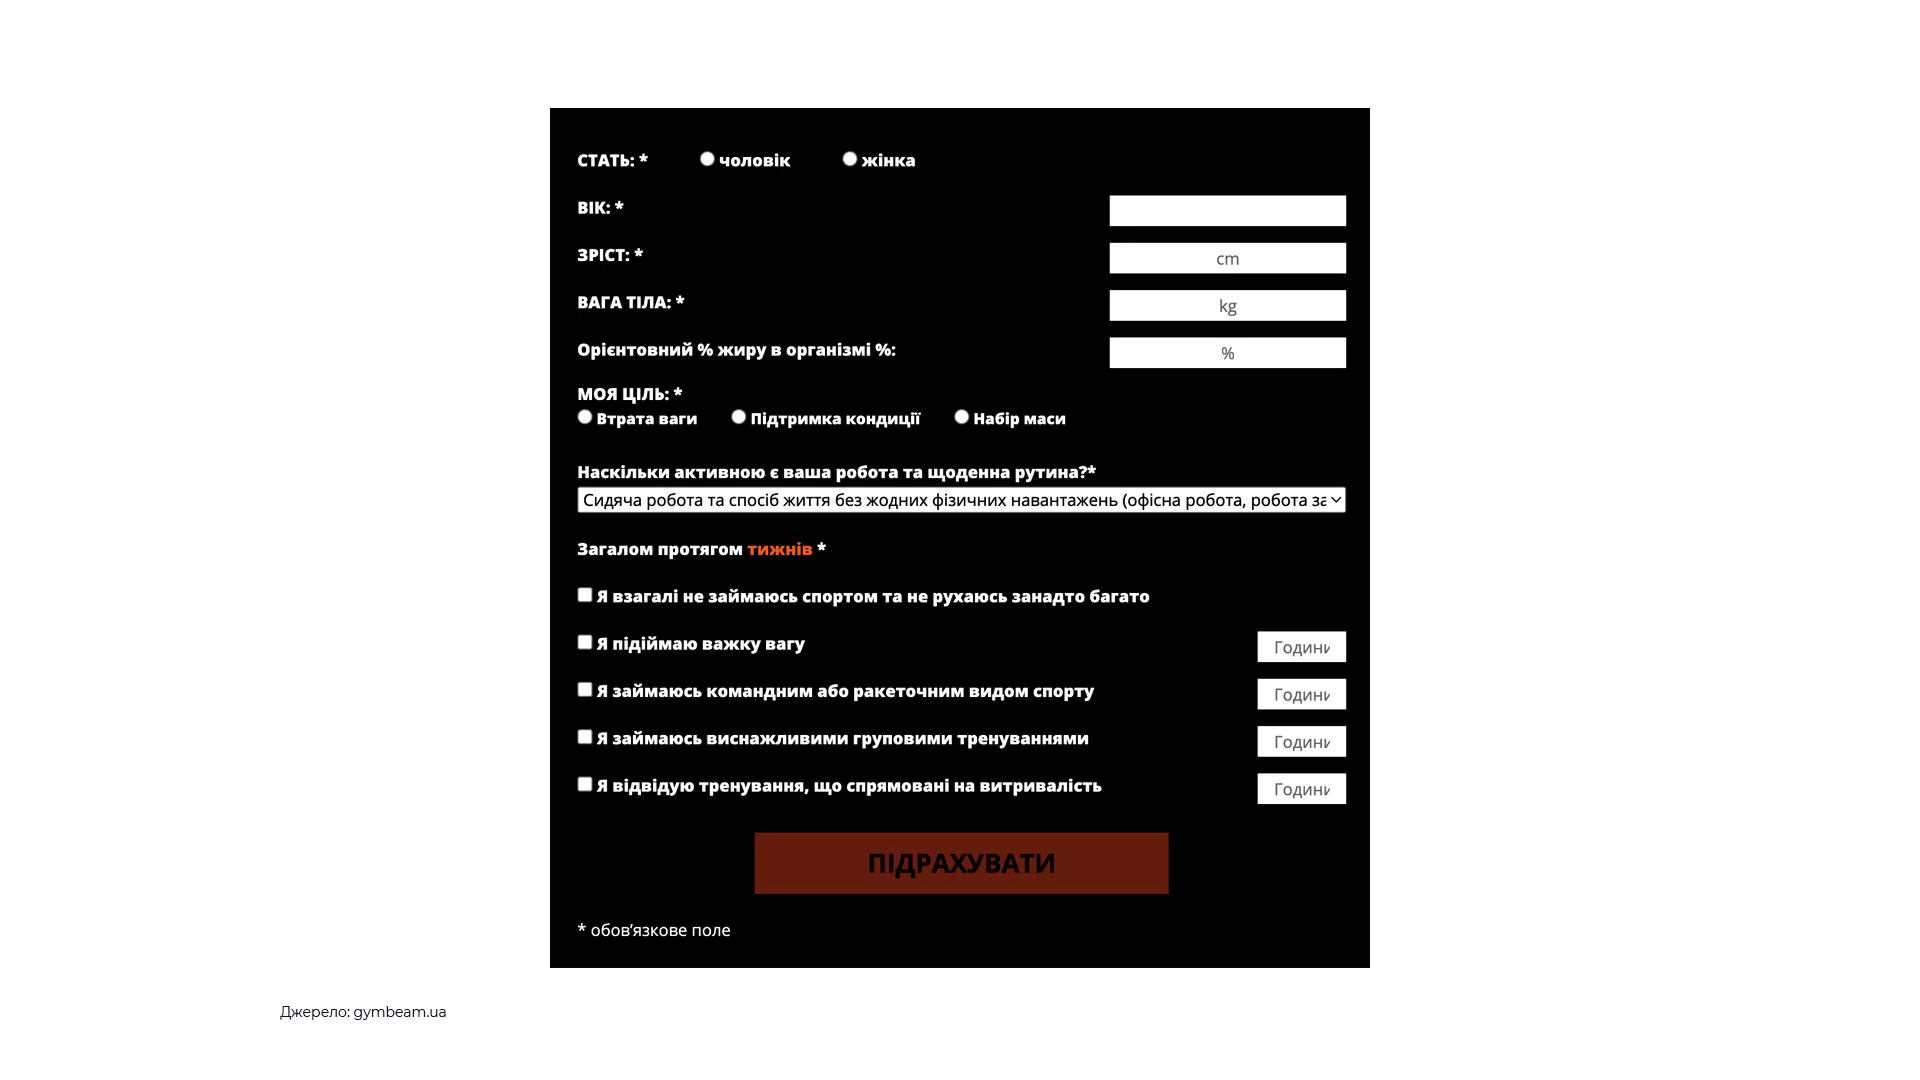 СТАТЬ: * чоловік жінка
ВІК: *
ЗРІСТ: * cm
ВАГА ТІЛА: * kg
Орієнтовний % жиру в організмі %: %
МОЯ ЦІЛЬ: *
Втрата ваги Підтримка кондиції Набір маси
Наскільки активною є ваша робота та щоденна рутина?*
Сидяча робота та спосіб життя без жодних фізичних навантажень (офісна робота, робота за
Загалом протягом тижнів *
Я взагалі не займаюсь спортом та не рухаюсь занадто багато
Я підіймаю важку вагу Години
Я займаюсь командним або ракеточним видом спорту Години
Я займаюсь виснажливими груповими тренуваннями Години
Я відвідую тренування, що спрямовані на витривалість Години
ПІДРАХУВАТИ
* обов’язкове поле
Джерело: gymbeam.ua